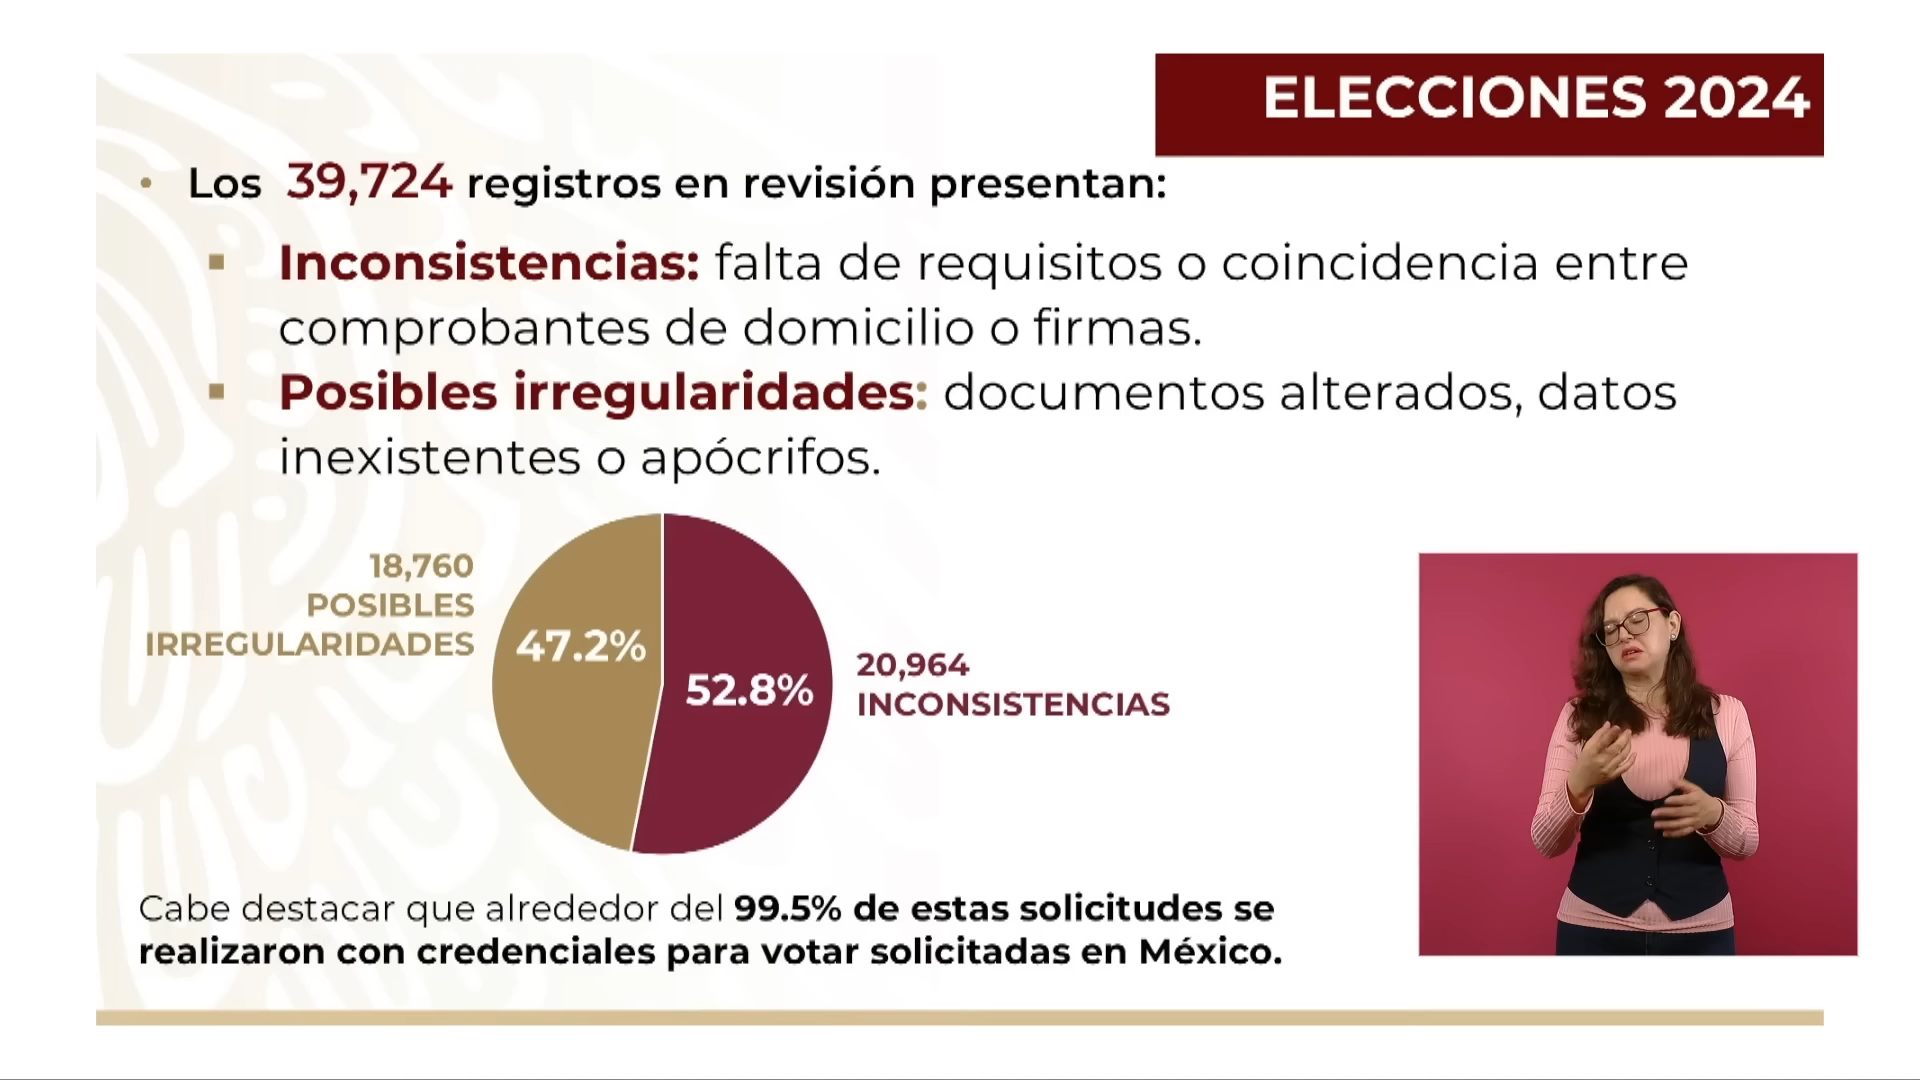 ELECCIONES 2024
• Los 39,724 registros en revisión presentan:
▪ Inconsistencias: falta de requisitos o coincidencia entre
comprobantes de domicilio o firmas.
▪ Posibles irregularidades: documentos alterados, datos
inexistentes o apócrifos.
18,760
POSIBLES
IRREGULARIDADES
47.2%
52.8%
20,964
INCONSISTENCIAS
Cabe destacar que alrededor del 99.5% de estas solicitudes se
realizaron con credenciales para votar solicitadas en México.